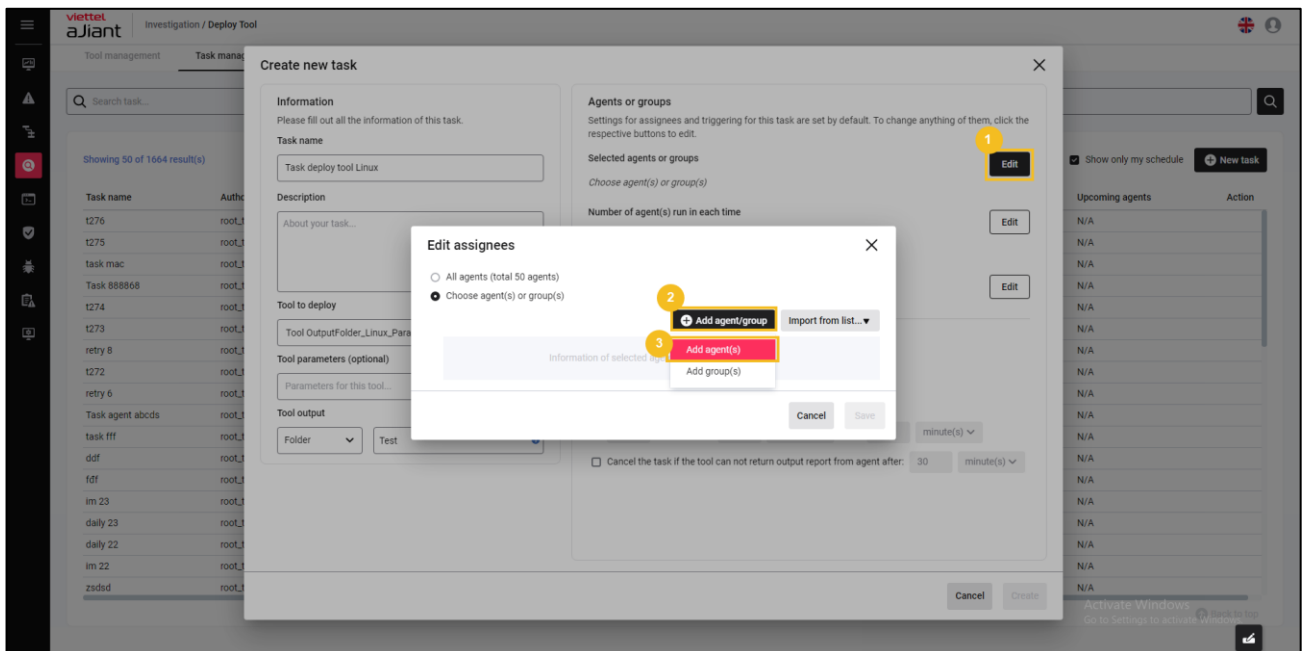 viettel
aJiant
Investigation / Deploy Tool
Tool management
Task manag
Search task...
Showing 50 of 1664 result(s)
Show only my schedule
New task
Task name
Autho
Upcoming agents
Action
t276
root_t
N/A
t275
root_t
N/A
task mac
root_t
N/A
Task 888868
root_t
N/A
t274
root_t
N/A
t273
root_t
N/A
retry 8
root_t
N/A
t272
root_t
N/A
retry 6
root_t
N/A
Task agent abcds
root_t
N/A
task fff
root_t
N/A
ddf
root_t
N/A
fdf
root_t
N/A
im 23
root_t
N/A
daily 23
root_t
N/A
daily 22
root_t
N/A
im 22
root_t
N/A
zsdsd
root_t
N/A
Back to top
Activate Windows
Go to Settings to activate Windows.
Create new task
Information
Please fill out all the information of this task.
Task name
Task deploy tool Linux
Description
About your task...
Tool to deploy
Tool OutputFolder_Linux_Para
Tool parameters (optional)
Parameters for this tool...
Tool output
Folder
Test
Agents or groups
Settings for assignees and triggering for this task are set by default. To change anything of them, click the
respective buttons to edit.
1
Selected agents or groups
Edit
Choose agent(s) or group(s)
Number of agent(s) run in each time
Edit
Edit
minute(s)
Cancel the task if the tool can not return output report from agent after: 30 minute(s)
Cancel
Create
Edit assignees
All agents (total 50 agents)
Choose agent(s) or group(s)
2
Add agent/group
Import from list...
3
Add agent(s)
Add group(s)
Information of selected
Cancel
Save